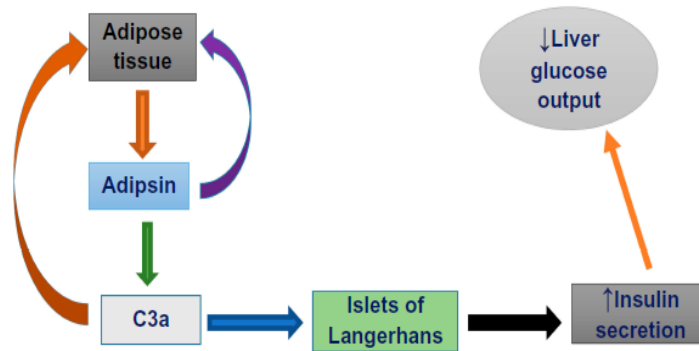 Adipose
tissue
Adipsin
C3a
Islets of
Langerhans
↑Insulin
secretion
↓Liver
glucose
output